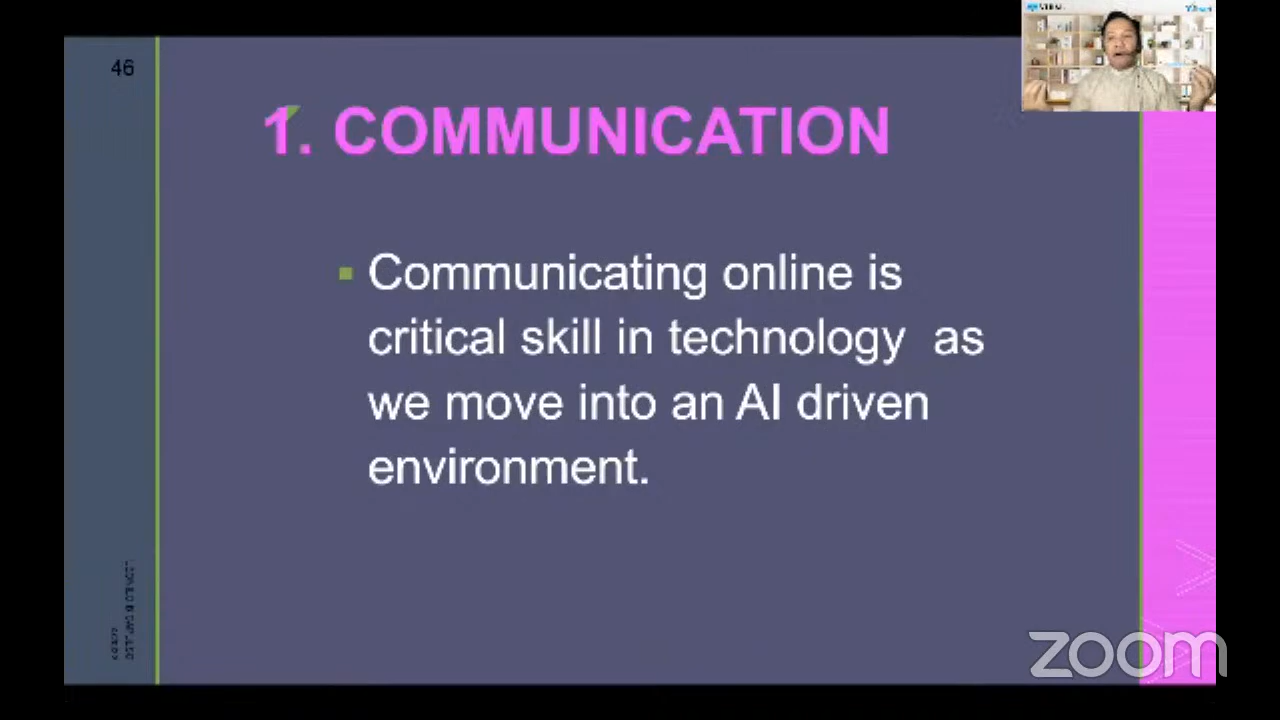 46
1. COMMUNICATION
Communicating online is
critical skill in technology as
we move into an AI driven
environment.
zoom